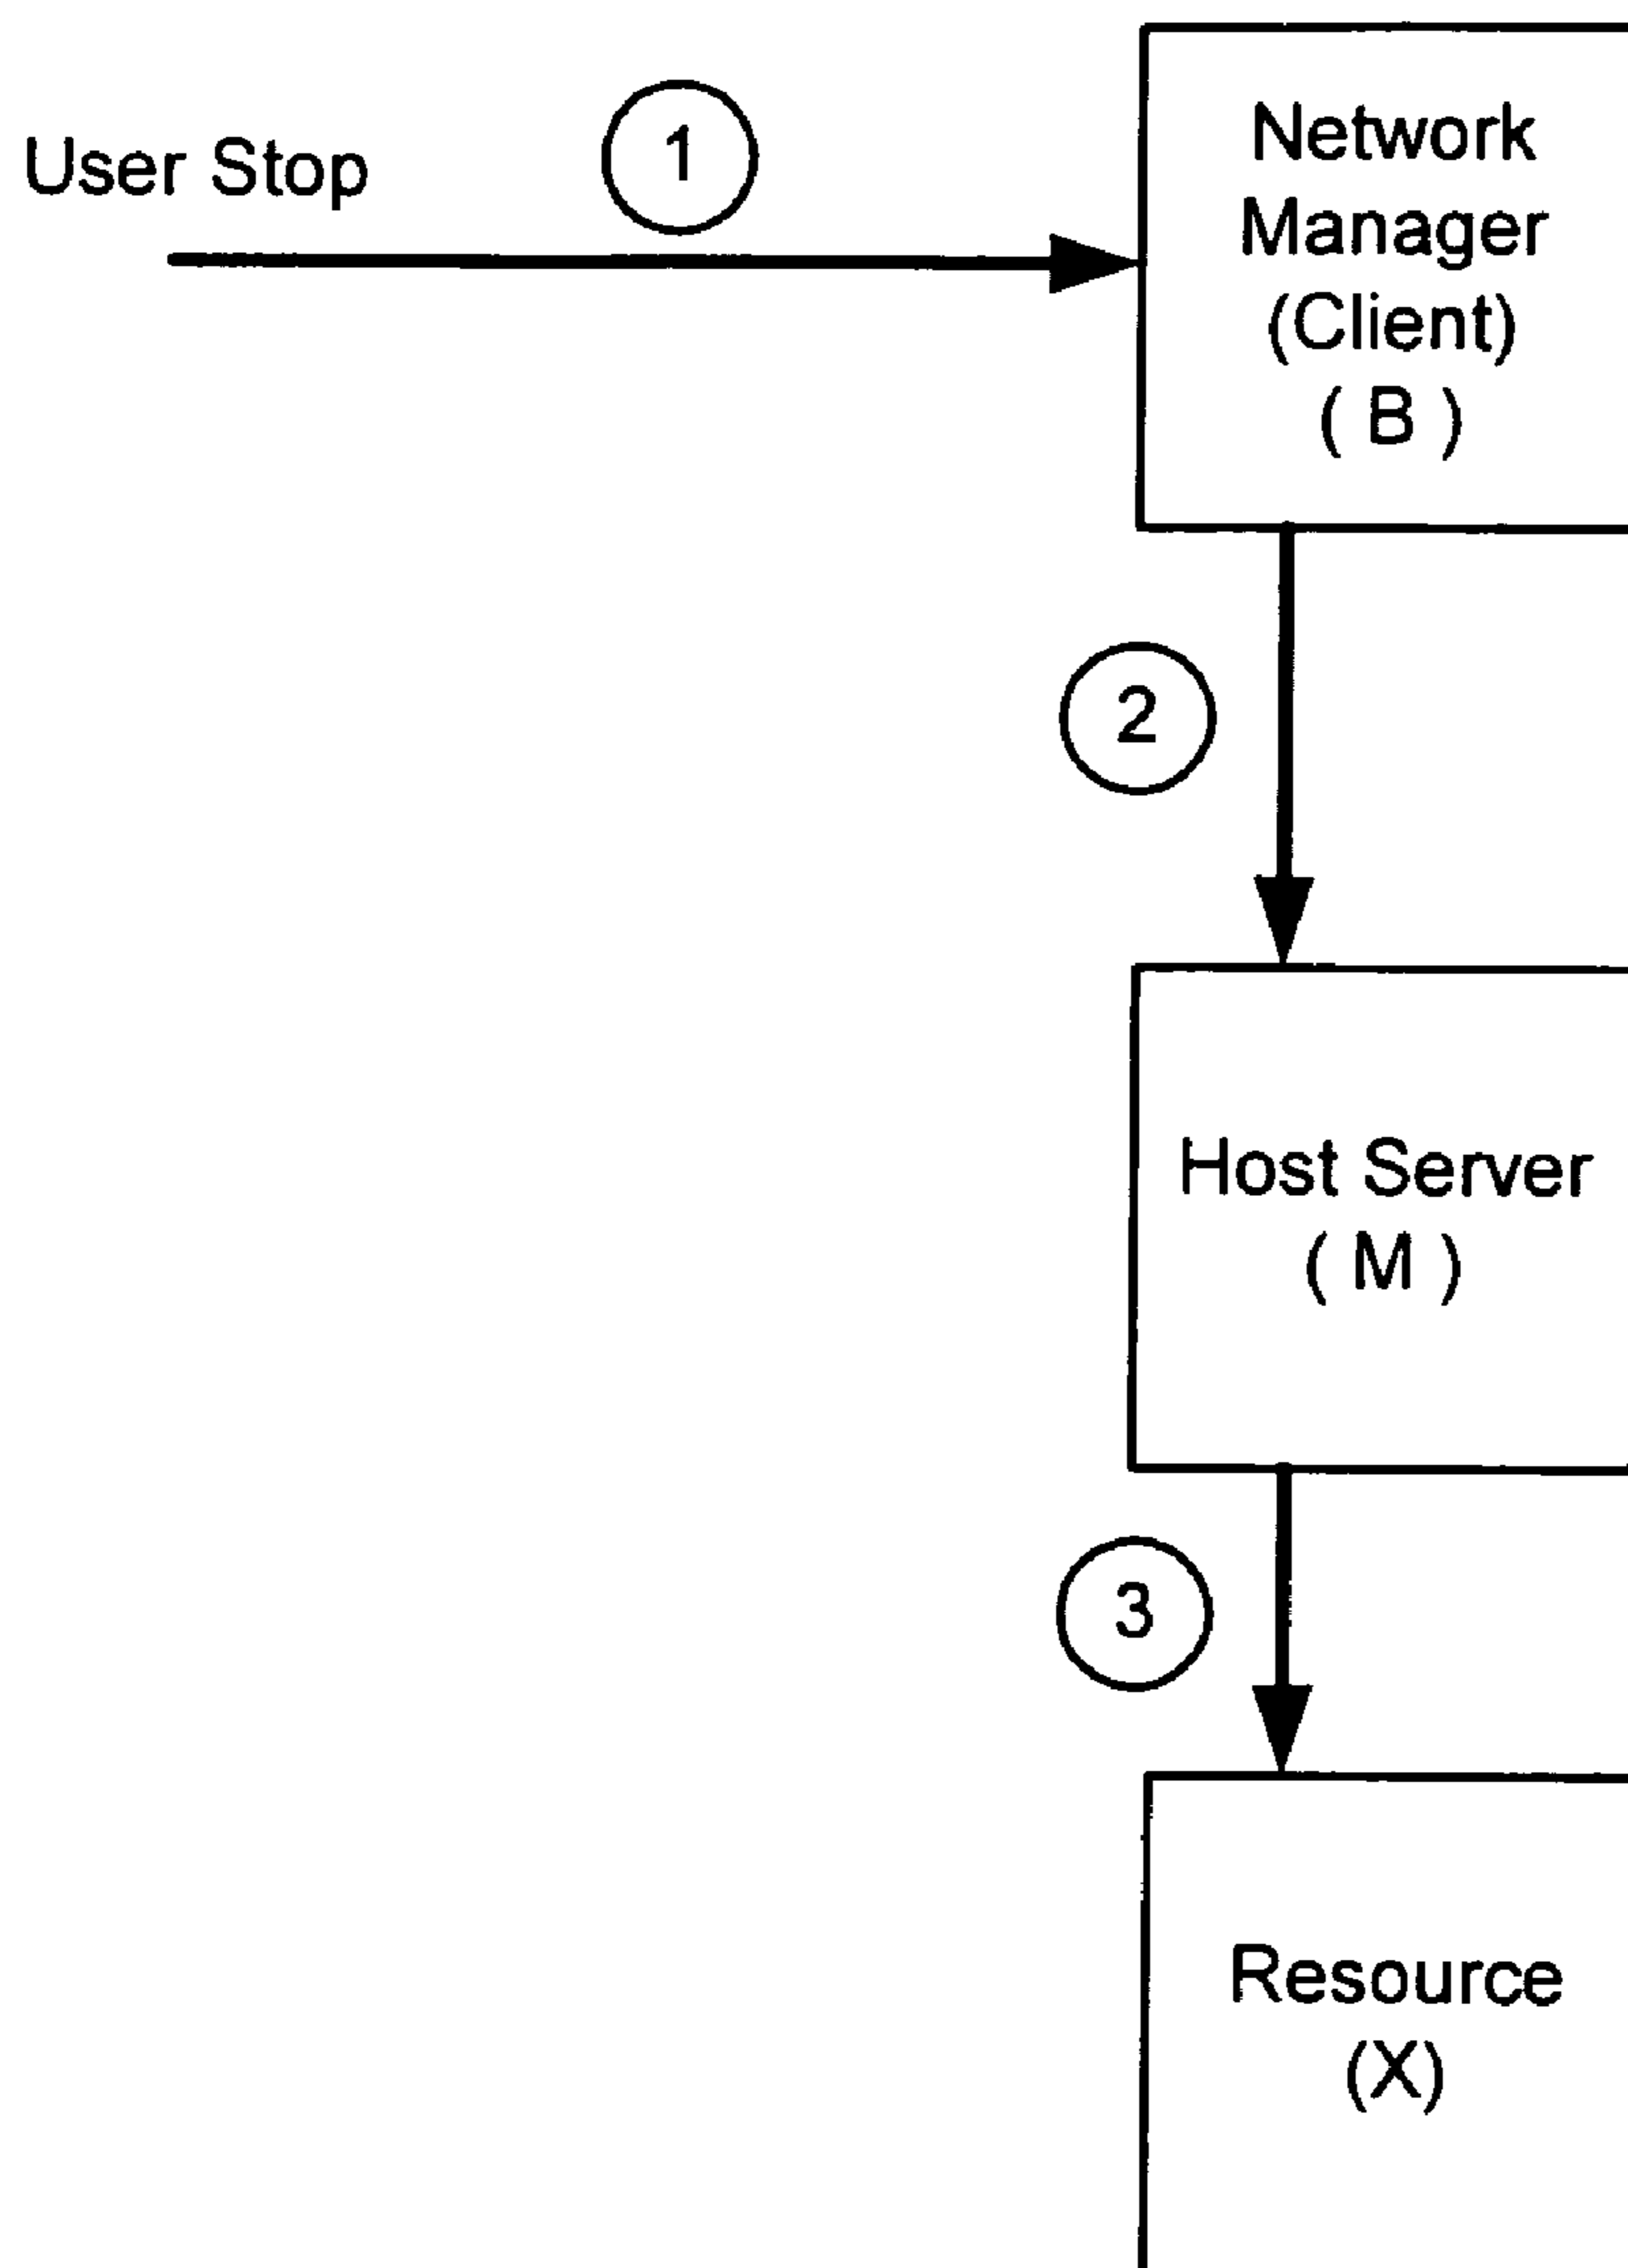 User Stop
1
Network
Manager
(Client)
( B )
2
Host Server
( M )
3
Resource
(X)